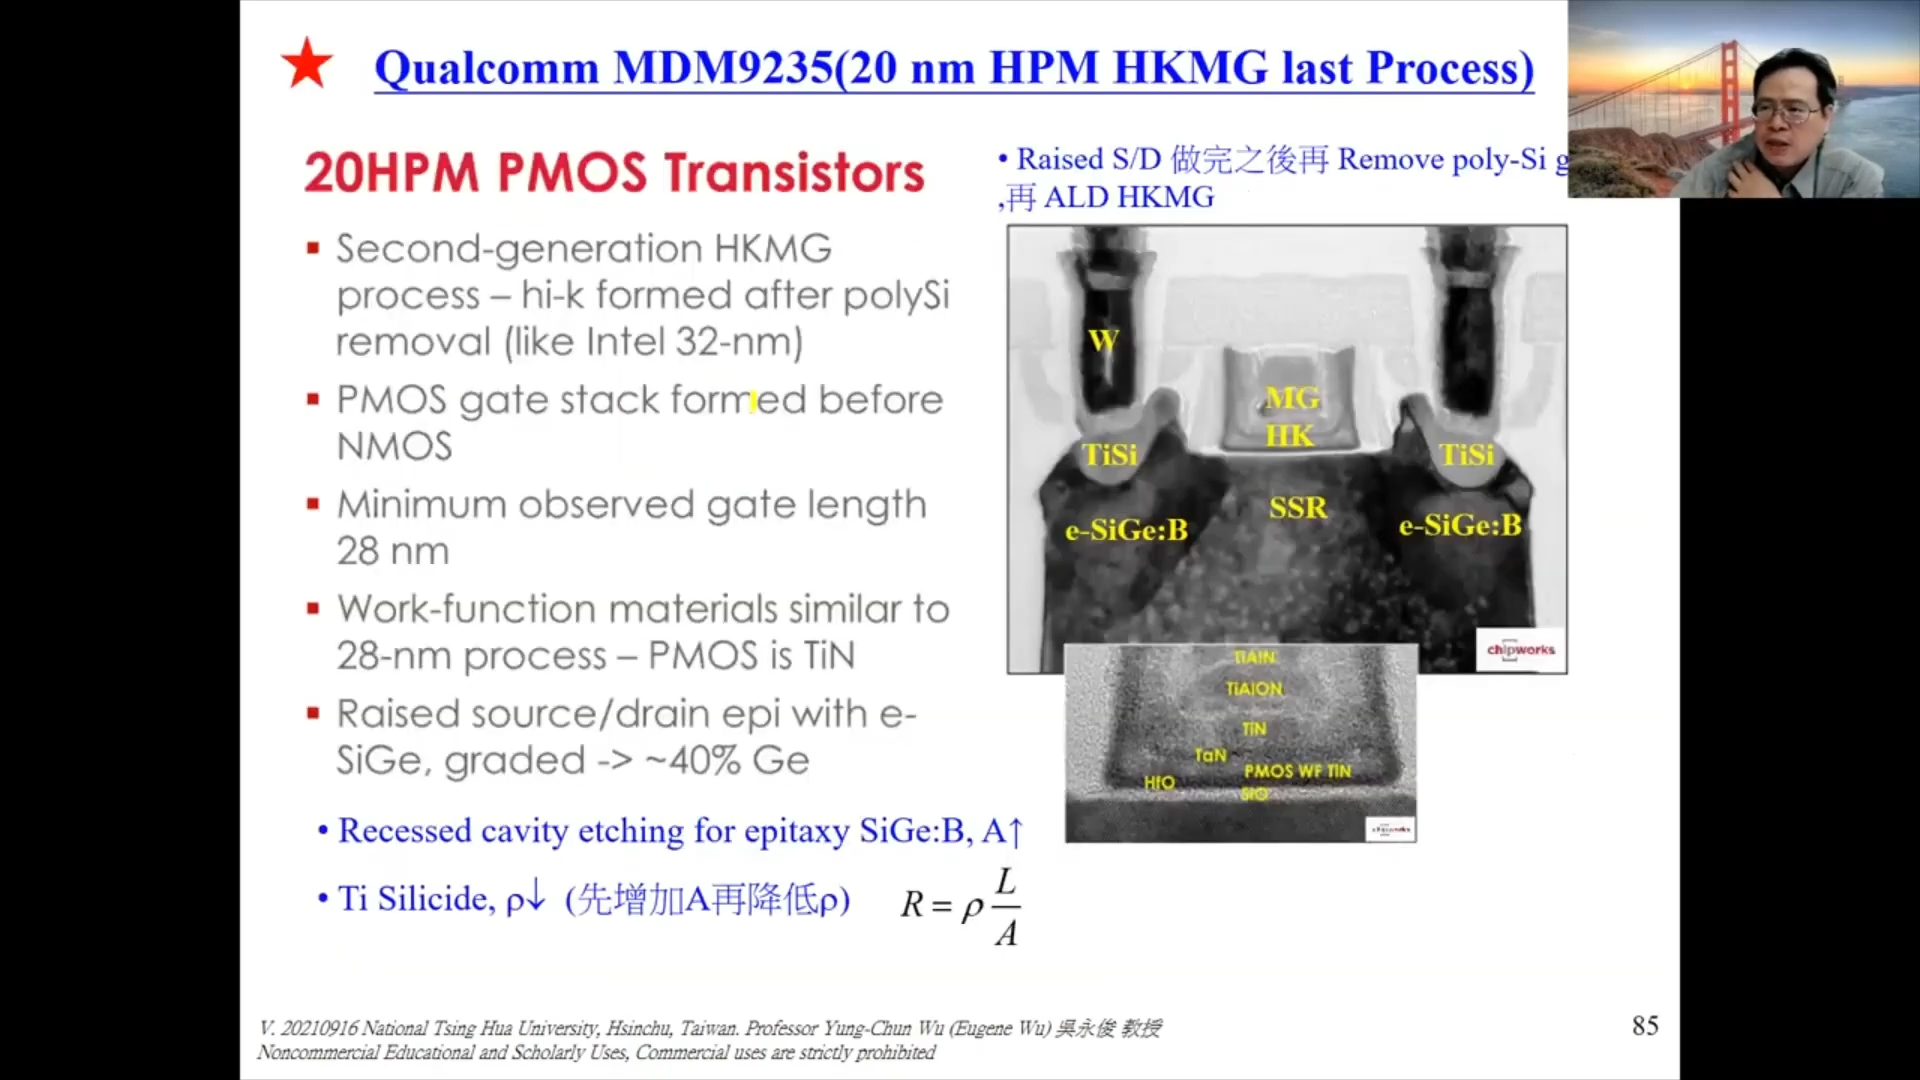 Qualcomm MDM9235(20 nm HPM HKMG last Process)
20HPM PMOS Transistors
▪ Second-generation HKMG
process – hi-k formed after polySi
removal (like Intel 32-nm)
▪ PMOS gate stack formed before
NMOS
▪ Minimum observed gate length
28 nm
▪ Work-function materials similar to
28-nm process – PMOS is TiN
▪ Raised source/drain epi with e-
SiGe, graded -> ~40% Ge
• Recessed cavity etching for epitaxy SiGe:B, A↑
• Ti Silicide, ρ↓ (先增加A再降低ρ)
R = ρ L/A
• Raised S/D 做完之後再 Remove poly-Si
,再 ALD HKMG
W
MG
HK
TiSi
TiSi
SSR
e-SiGe:B
e-SiGe:B
chipworks
TiAlN
TiAlON
TiN
TaN
PMOS WF TiN
HfO
SiO
chipworks
V. 20210916 National Tsing Hua University, Hsinchu, Taiwan. Professor Yung-Chun Wu (Eugene Wu) 吳永俊 教授
Noncommercial Educational and Scholarly Uses, Commercial uses are strictly prohibited
85